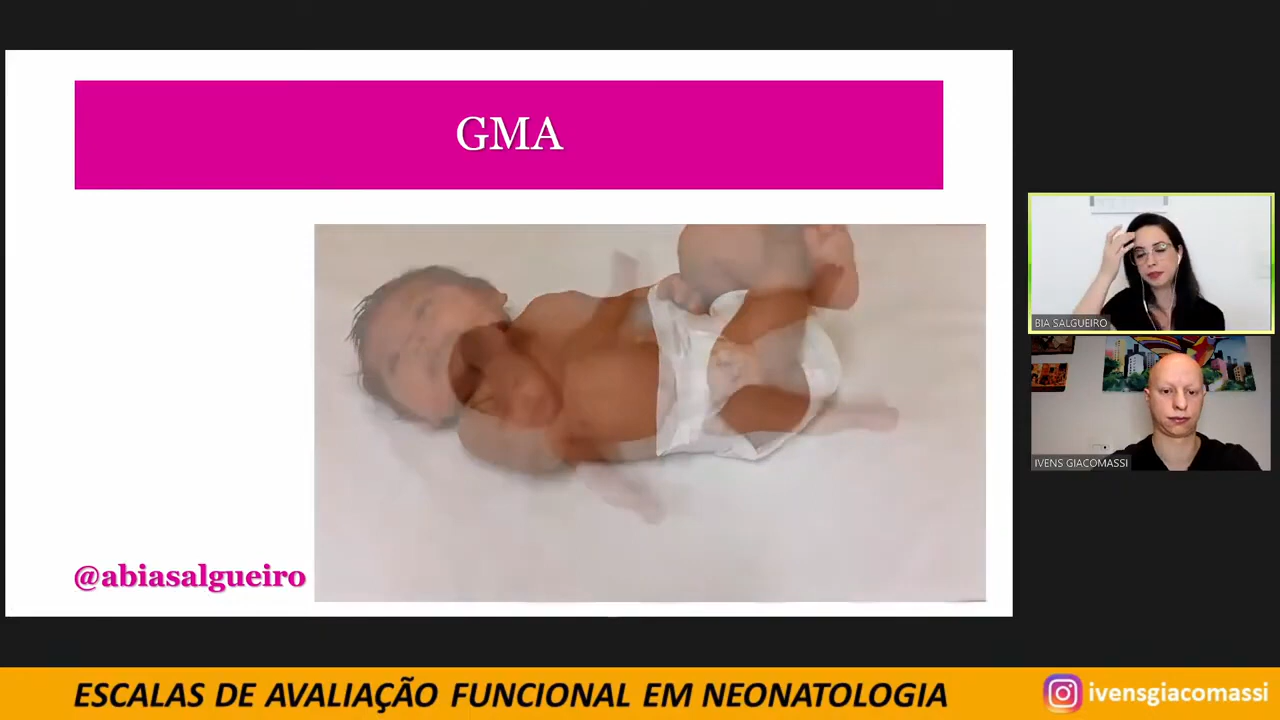 GMA
@abiasalgueiro
BIA SALGUEIRO
IVENS GIACOMASSI
ESCALAS DE AVALIAÇÃO FUNCIONAL EM NEONATOLOGIA
ivensgiacomassi